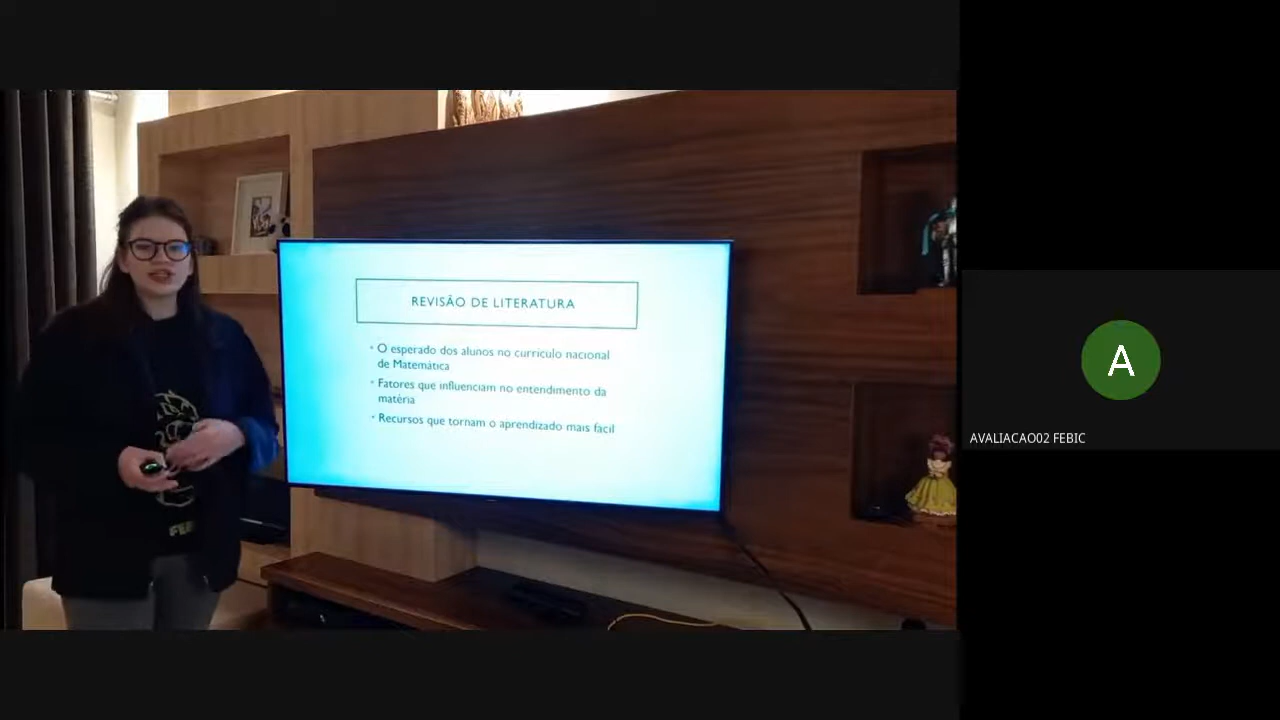 REVISÃO DE LITERATURA
• O esperado dos alunos no currículo nacional
de Matemática
• Fatores que influenciam no entendimento da
matéria
• Recursos que tornam o aprendizado mais fácil
A
AVALIACAO02 FEBIC